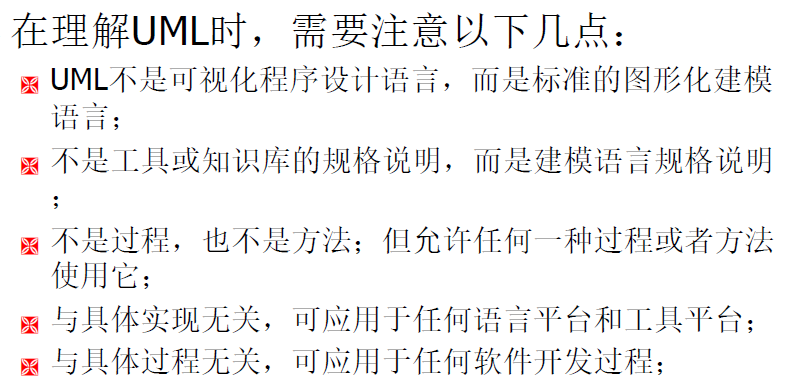 在理解UML时，需要注意以下几点：
UML不是可视化程序设计语言，而是标准的图形化建模
语言；
不是工具或知识库的规格说明，而是建模语言规格说明
；
不是过程，也不是方法；但允许任何一种过程或者方法
使用它；
与具体实现无关，可应用于任何语言平台和工具平台；
与具体过程无关，可应用于任何软件开发过程；